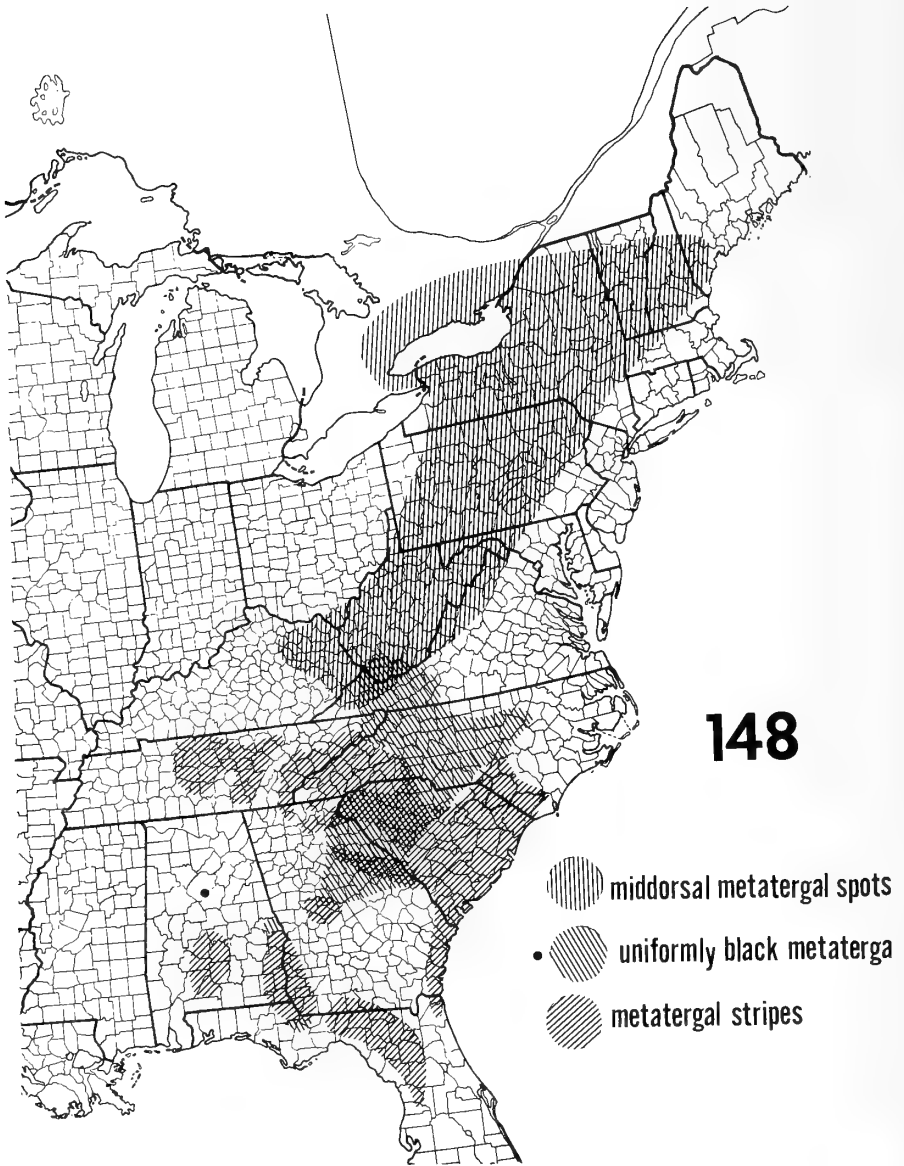 148
middorsal metatergal spots
uniformly black metaterga
metatergal stripes